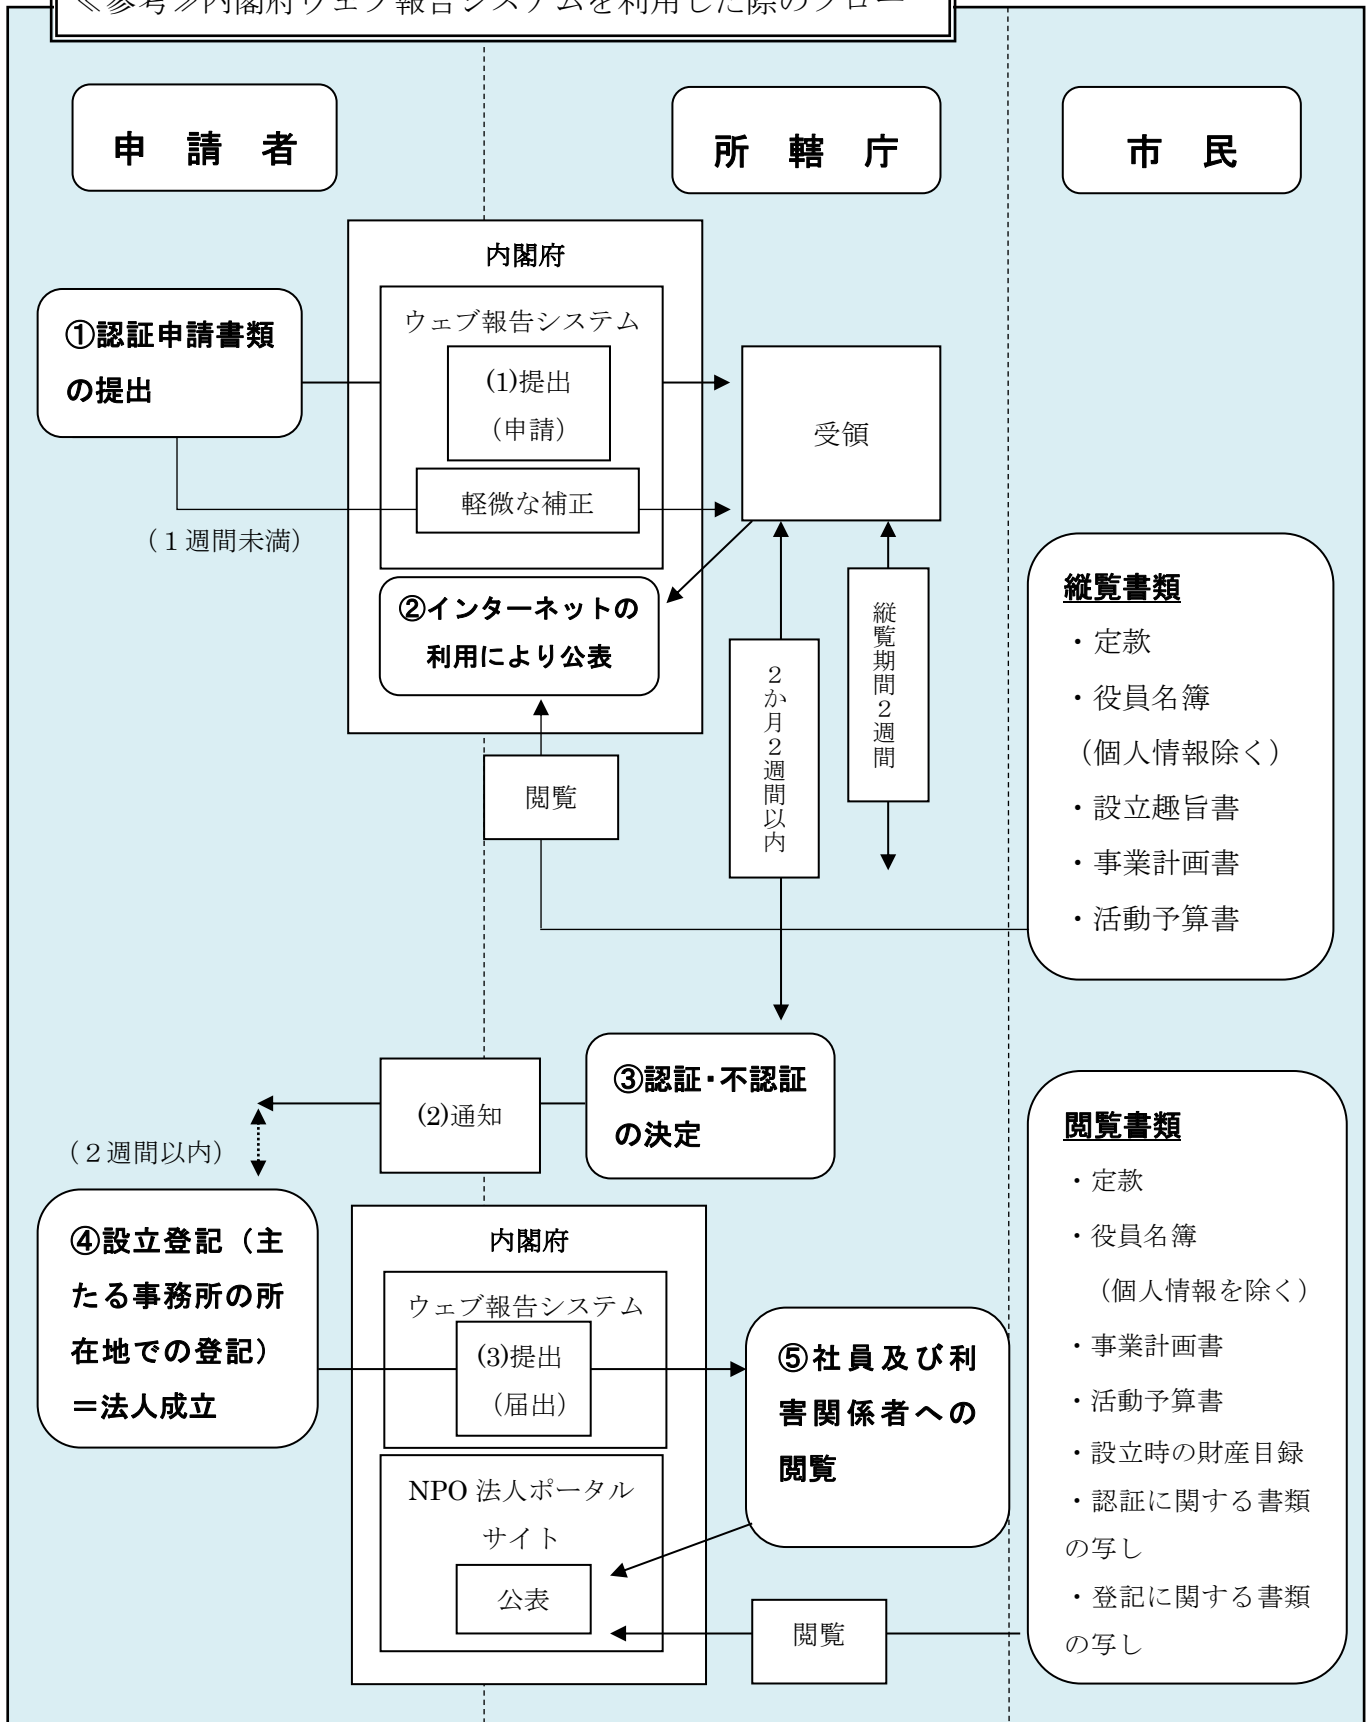 ≪参考≫内閣府ウェブ報告システムを利用した際のフロー
申　請　者
所　轄　庁
市　民
内閣府
ウェブ報告システム
①認証申請書類
の提出
(1)提出
（申請）
受領
軽微な補正
（１週間未満）
②インターネットの
利用により公表
閲覧
２か月２週間以内
縦覧期間２週間
縦覧書類
・定款
・役員名簿
（個人情報除く）
・設立趣旨書
・事業計画書
・活動予算書
③認証・不認証
の決定
(2)通知
（２週間以内）
④設立登記（主
たる事務所の所
在地での登記）
＝法人成立
内閣府
ウェブ報告システム
(3)提出
（届出）
⑤社員及び利
害関係者への
閲覧
NPO 法人ポータル
サイト
公表
閲覧
閲覧書類
・定款
・役員名簿
（個人情報を除く）
・事業計画書
・活動予算書
・設立時の財産目録
・認証に関する書類
の写し
・登記に関する書類
の写し